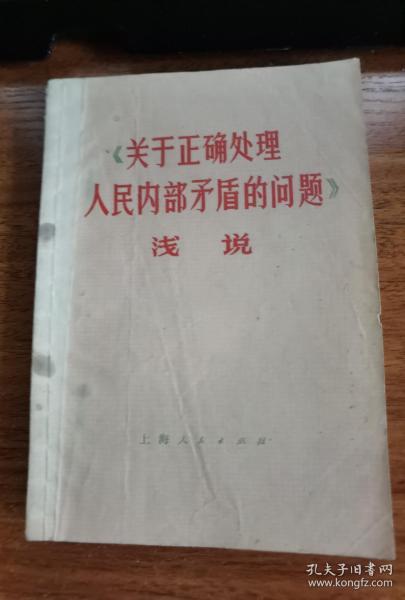 《关于正确处理
人民内部矛盾的问题》
浅说
上海人民出版社
孔夫子旧书网
www.kongfz.com